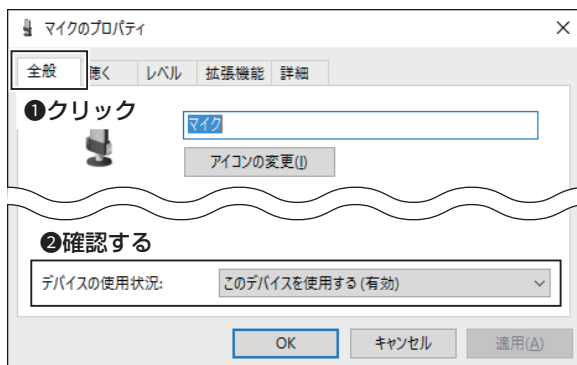 マイクのプロパティ
全般 聴く レベル 拡張機能 詳細
❶クリック
マイク
アイコンの変更(I)
❷確認する
デバイスの使用状況: このデバイスを使用する(有効)
OK キャンセル 適用(A)